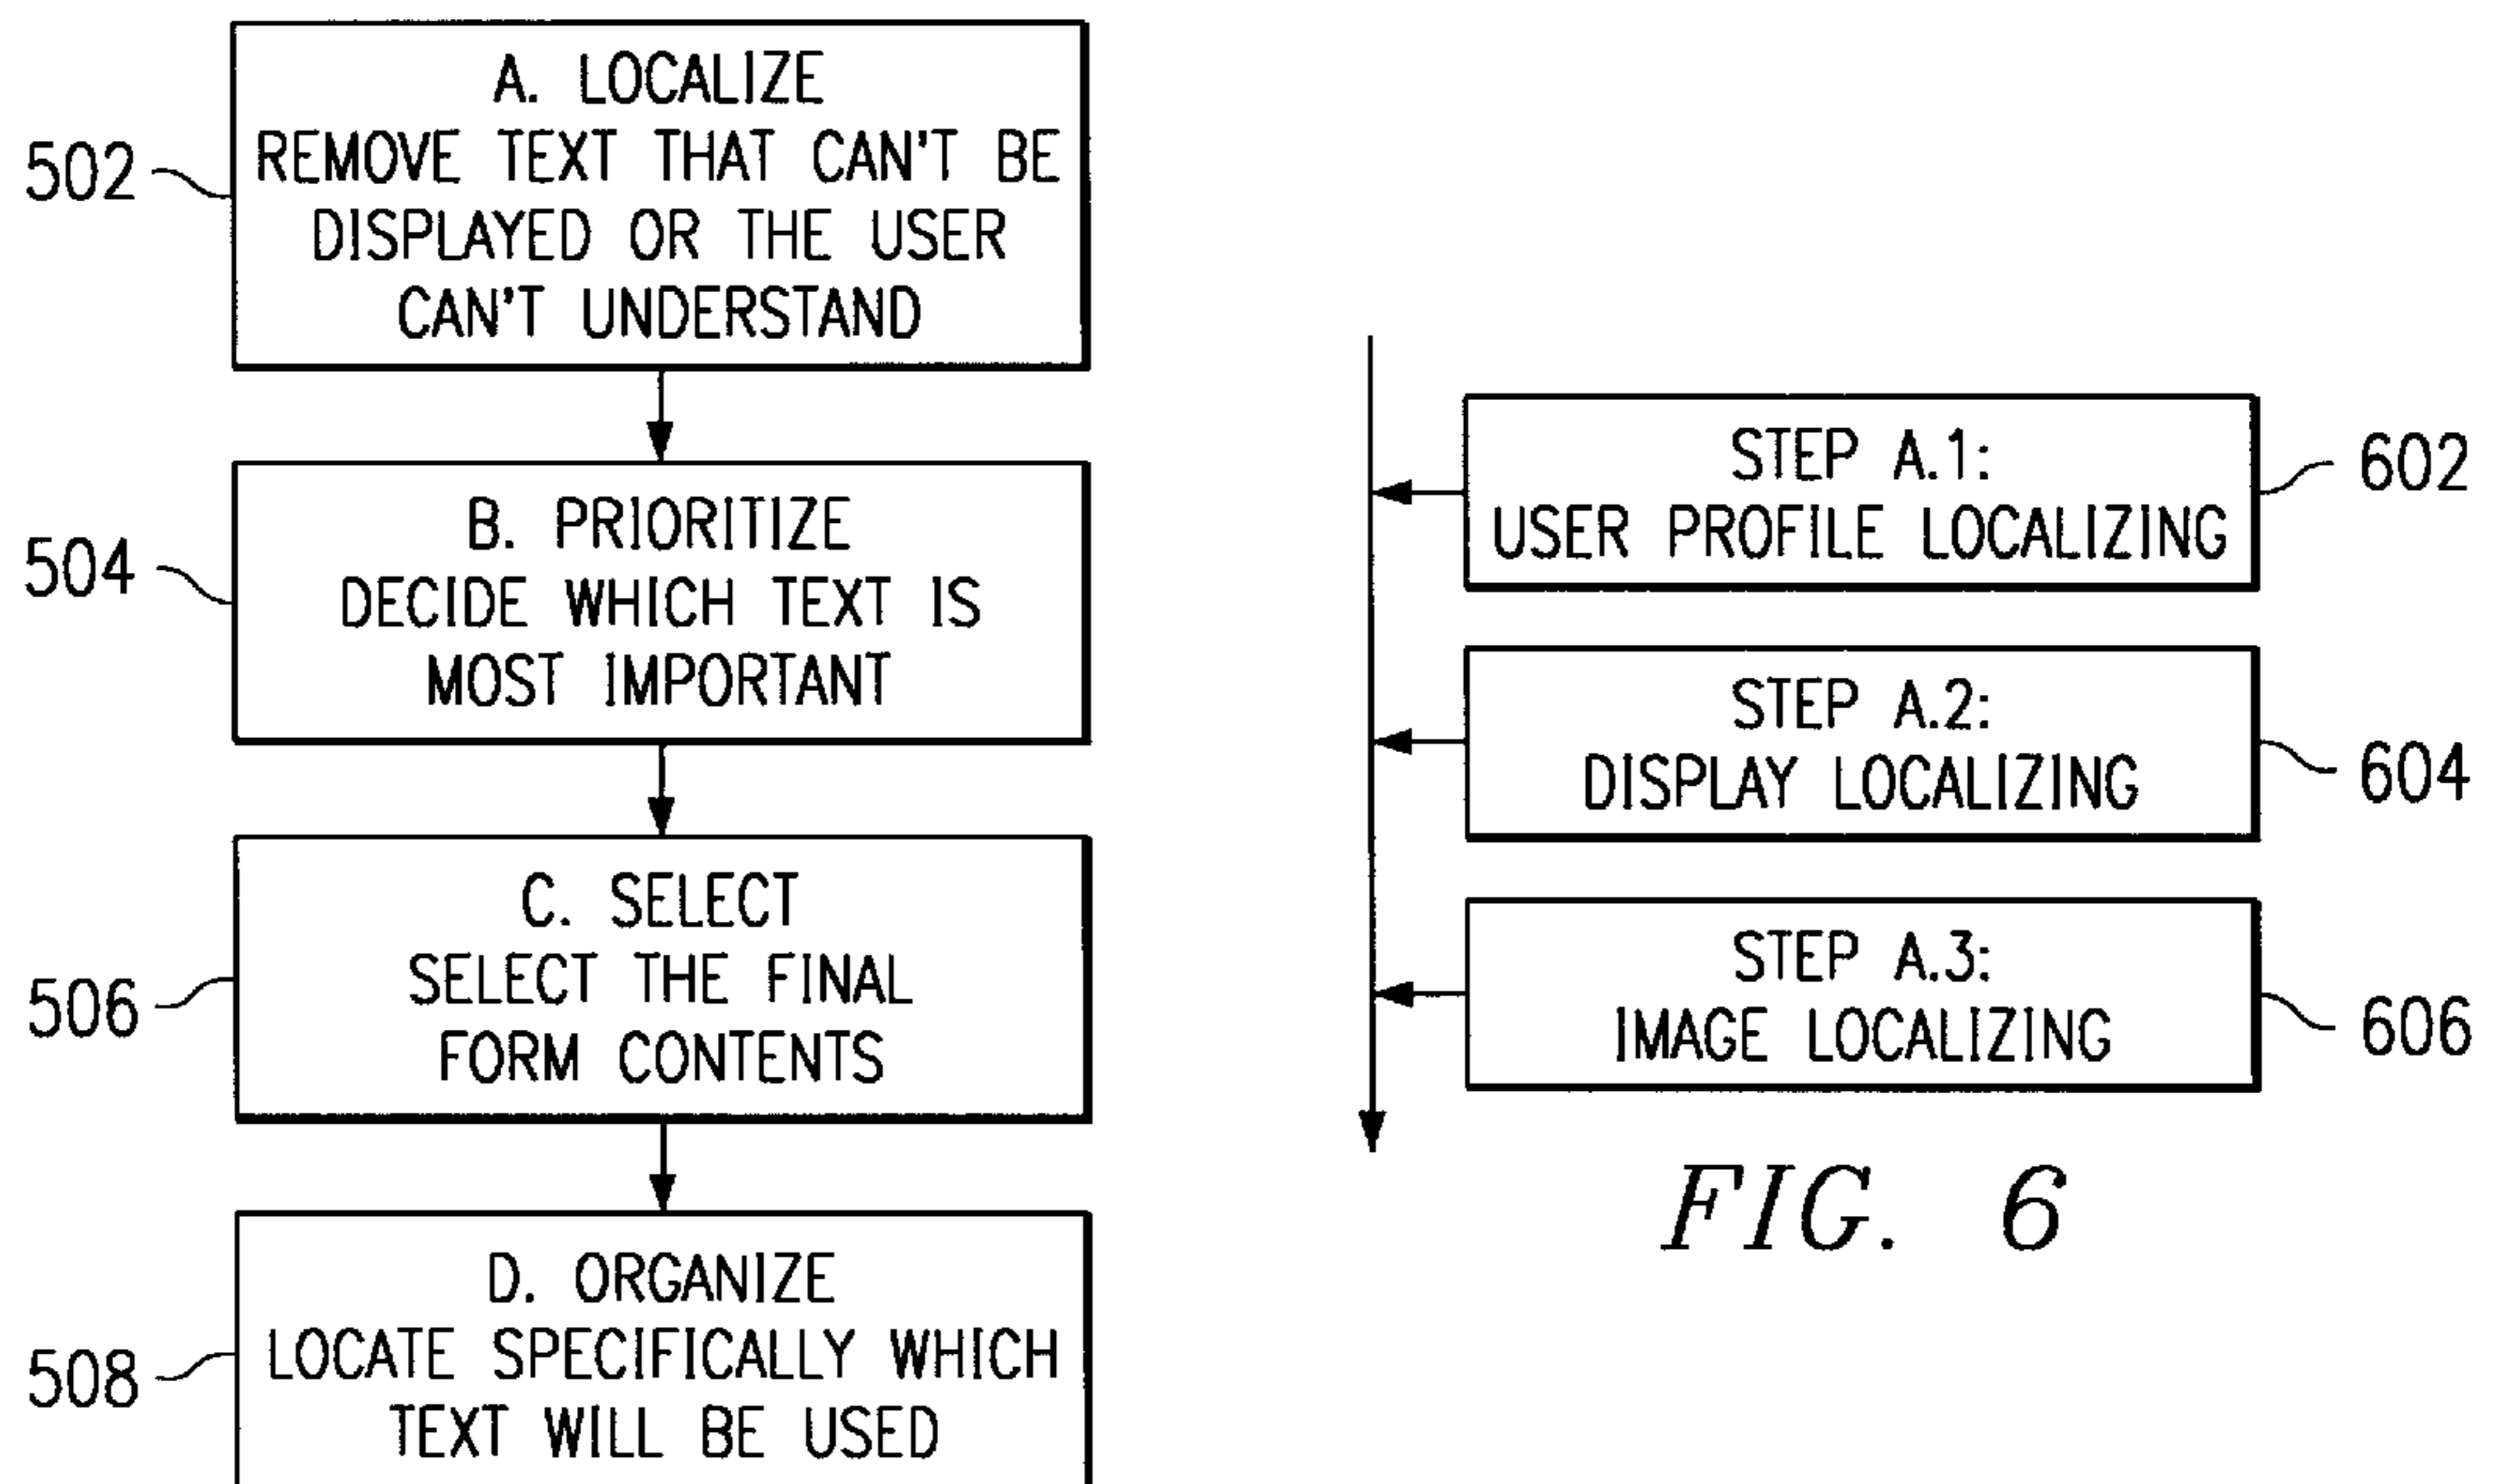 502
A. LOCALIZE
REMOVE TEXT THAT CAN'T BE
DISPLAYED OR THE USER
CAN'T UNDERSTAND
504
B. PRIORITIZE
DECIDE WHICH TEXT IS
MOST IMPORTANT
506
C. SELECT
SELECT THE FINAL
FORM CONTENTS
508
D. ORGANIZE
LOCATE SPECIFICALLY WHICH
TEXT WILL BE USED
STEP A.1:
USER PROFILE LOCALIZING
602
STEP A.2:
DISPLAY LOCALIZING
604
STEP A.3:
IMAGE LOCALIZING
606
FIG. 6